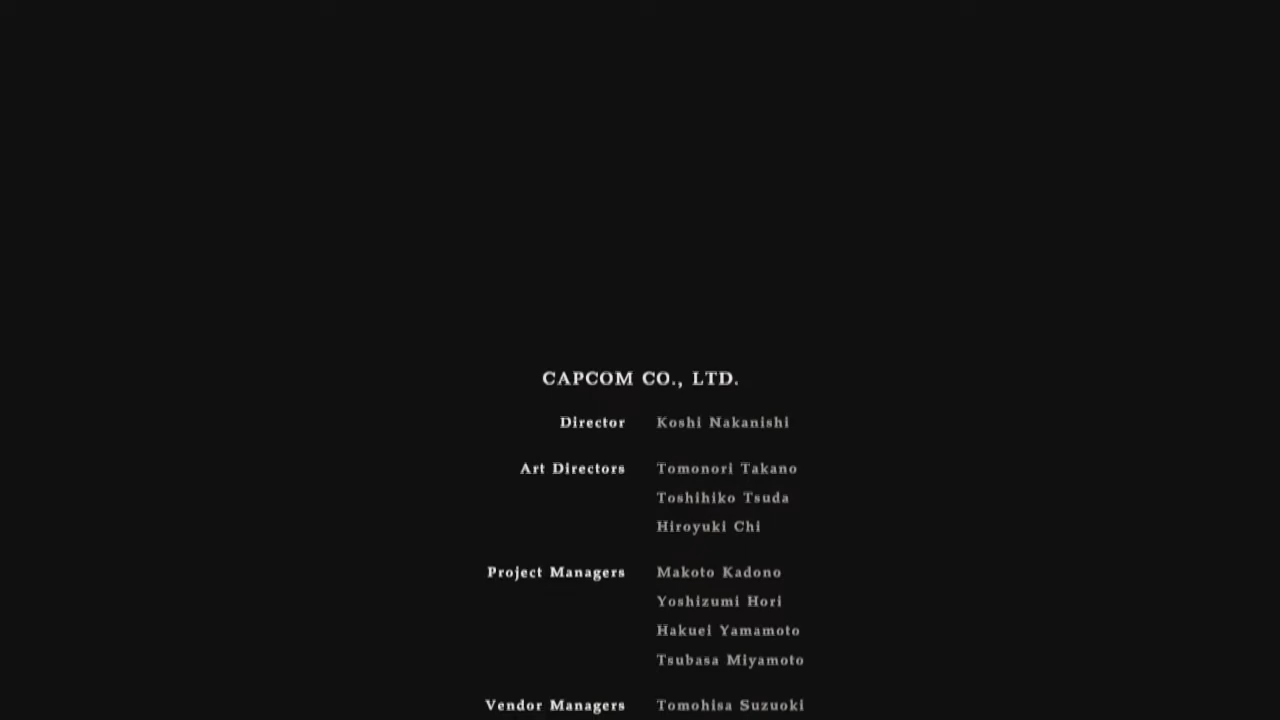 CAPCOM CO., LTD.
Director Koshi Nakanishi
Art Directors Tomonori Takano
Toshihiko Tsuda
Hiroyuki Chi
Project Managers Makoto Kadono
Yoshizumi Hori
Hakuei Yamamoto
Tsubasa Miyamoto
Vendor Managers Tomohisa Suzuoki